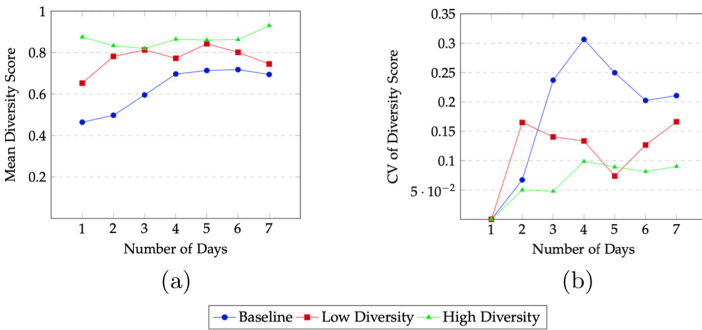 1
0.8
0.6
0.4
0.2
Mean Diversity Score
1 2 3 4 5 6 7
Number of Days
(a)
0.35
0.3
0.25
0.2
0.15
0.1
5 · 10⁻²
CV of Diversity Score
1 2 3 4 5 6 7
Number of Days
(b)
Baseline Low Diversity High Diversity